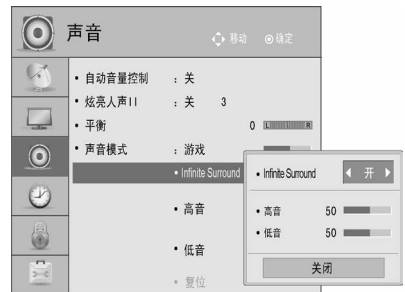 声音
移动 ◎确定
• 自动音量控制 : 关
• 炫亮人声II : 关 3
• 平衡 0 L R
• 声音模式 : 游戏
• Infinite Surround
• 高音
• 低音
• 复位
• Infinite Surround ◀ 开 ▶
• 高音 50
• 低音 50
关闭